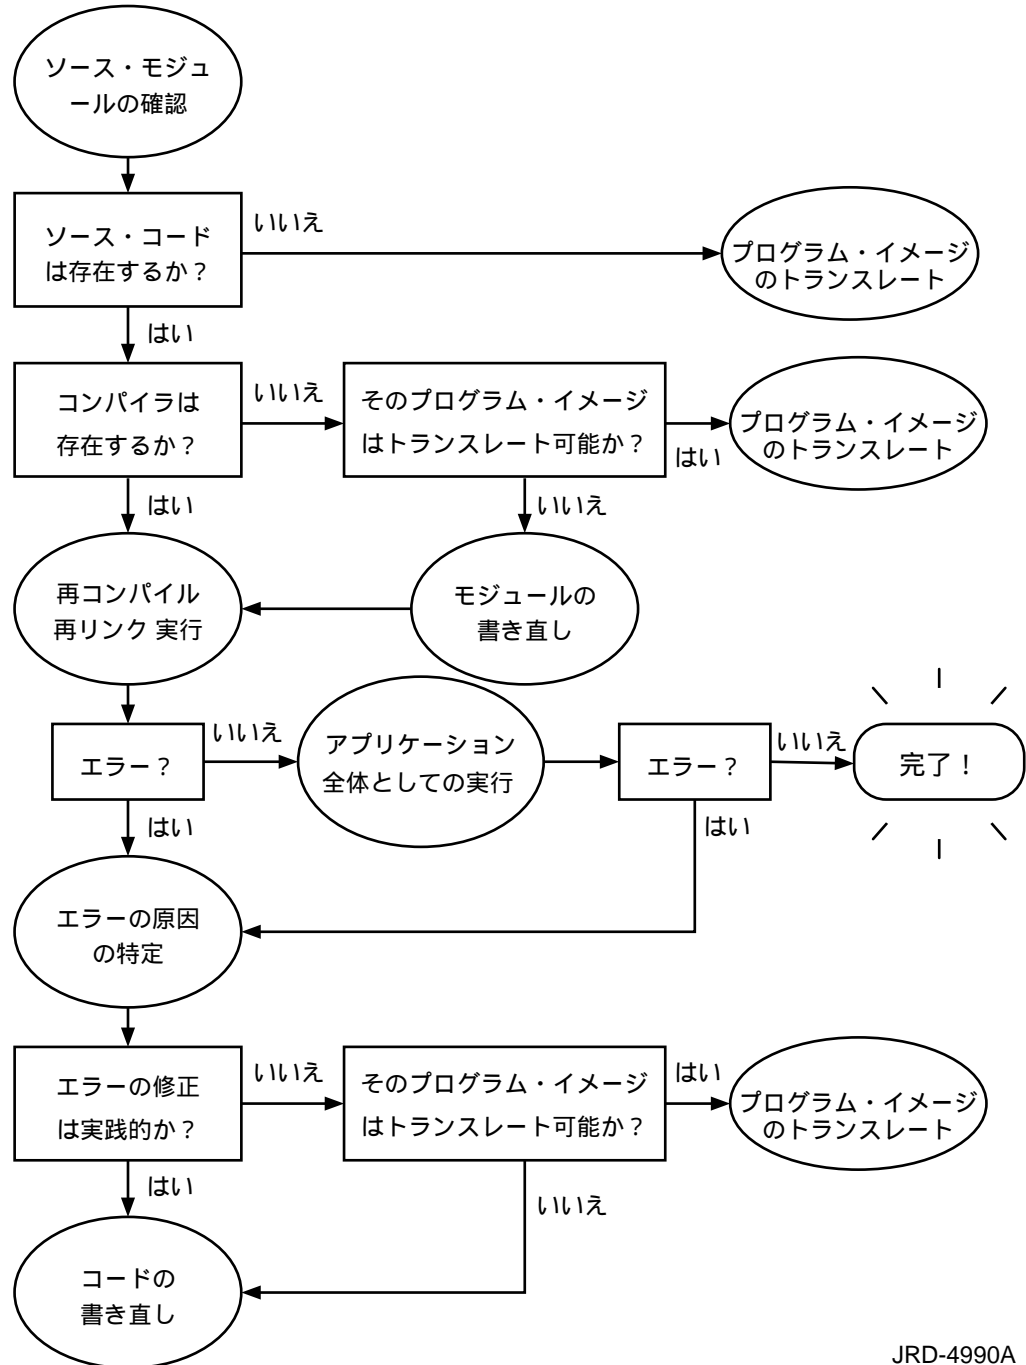 ソース・モジュ
ールの確認
ソース・コード
は存在するか？
いいえ
プログラム・イメージ
のトランスレート
はい
コンパイラは
存在するか？
いいえ
そのプログラム・イメージ
はトランスレート可能か？
はい
プログラム・イメージ
のトランスレート
はい
いいえ
再コンパイル
再リンク 実行
モジュールの
書き直し
エラー？
いいえ
アプリケーション
全体としての実行
エラー？
いいえ
完了！
はい
はい
エラーの原因
の特定
エラーの修正
は実践的か？
いいえ
そのプログラム・イメージ
はトランスレート可能か？
はい
プログラム・イメージ
のトランスレート
はい
いいえ
コードの
書き直し
JRD-4990A